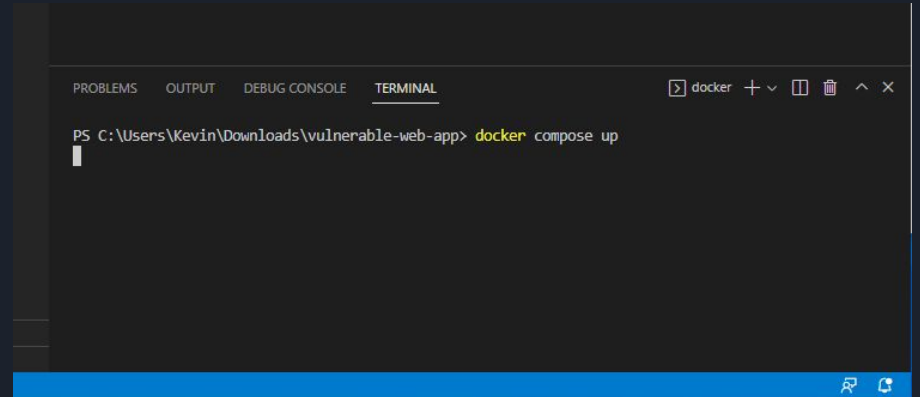 PROBLEMS OUTPUT DEBUG CONSOLE TERMINAL docker
PS C:\Users\Kevin\Downloads\vulnerable-web-app> docker compose up